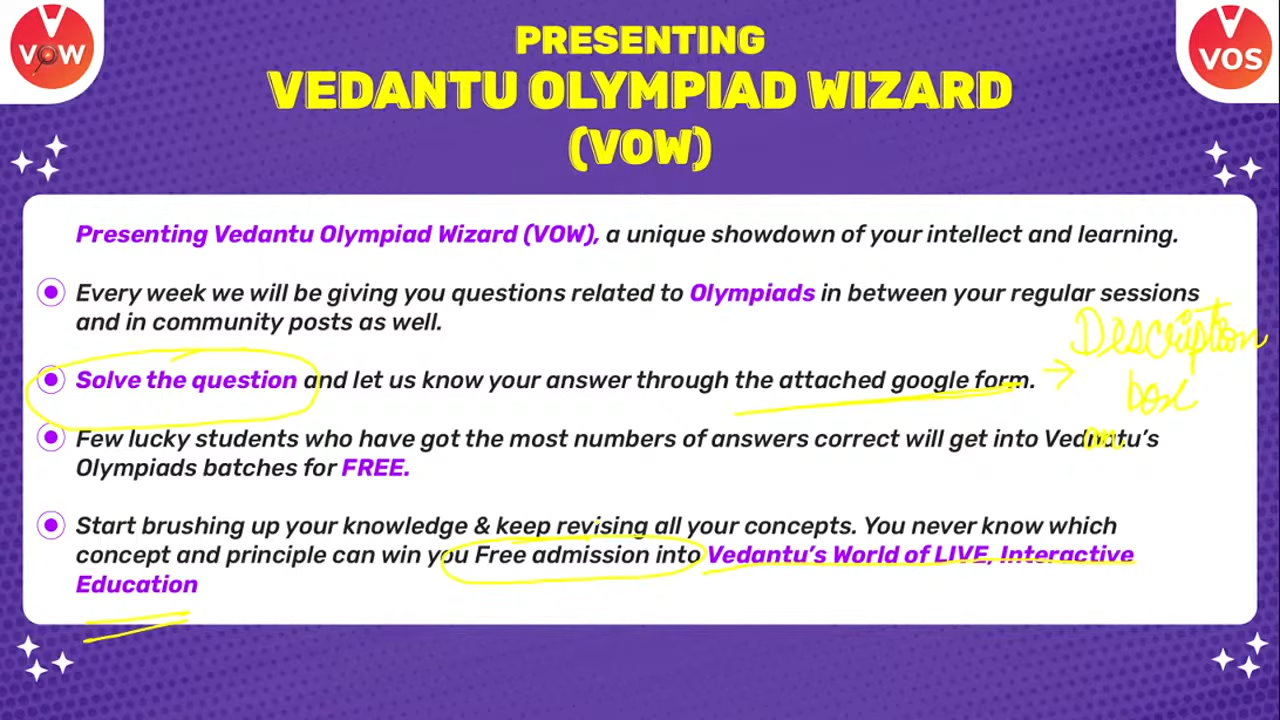 VOW
VOS
PRESENTING
VEDANTU OLYMPIAD WIZARD
(VOW)
Presenting Vedantu Olympiad Wizard (VOW), a unique showdown of your intellect and learning.
Every week we will be giving you questions related to Olympiads in between your regular sessions
and in community posts as well.
Solve the question and let us know your answer through the attached google form.
→ Description
box
Few lucky students who have got the most numbers of answers correct will get into Vednatu's
Olympiads batches for FREE.
Start brushing up your knowledge & keep revising all your concepts. You never know which
concept and principle can win you Free admission into Vedantu's World of LIVE, Interactive
Education